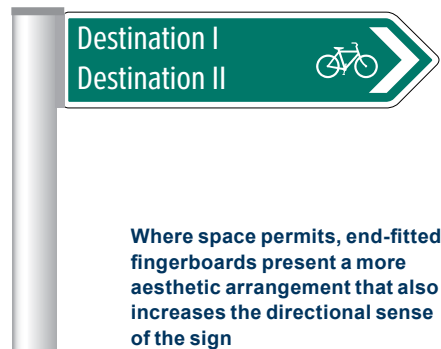 Destination I
Destination II
Where space permits, end-fitted
fingerboards present a more
aesthetic arrangement that also
increases the directional sense
of the sign